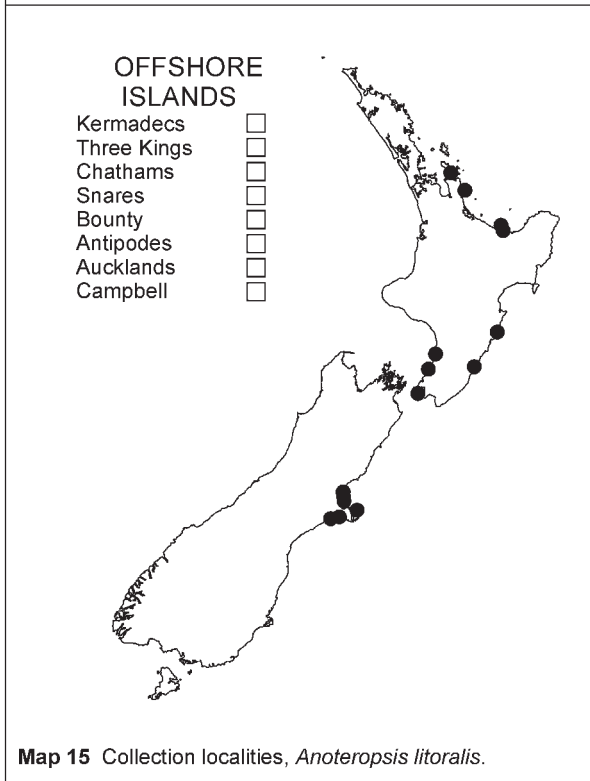 OFFSHORE
ISLANDS
Kermadecs
Three Kings
Chathams
Snares
Bounty
Antipodes
Aucklands
Campbell
Map 15 Collection localities, Anoteropsis litoralis.